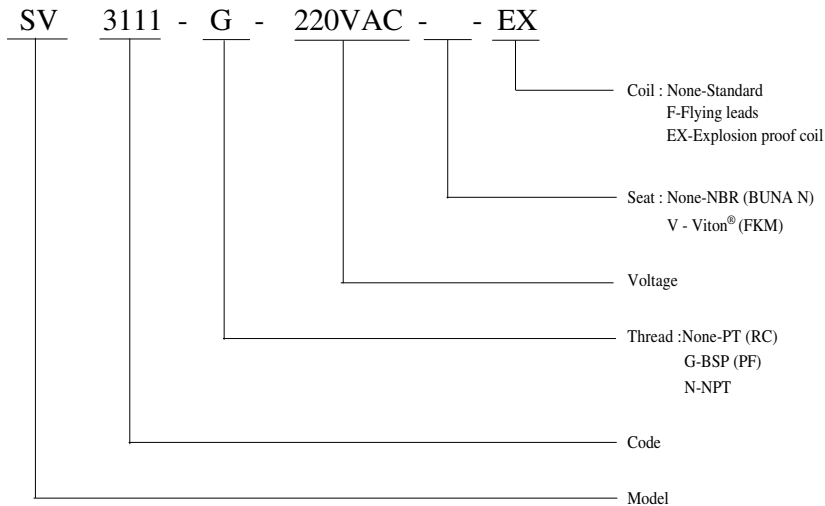 SV 3111 - G - 220VAC - - EX
Coil : None-Standard
F-Flying leads
EX-Explosion proof coil
Seat : None-NBR (BUNA N)
V - Viton® (FKM)
Voltage
Thread :None-PT (RC)
G-BSP (PF)
N-NPT
Code
Model